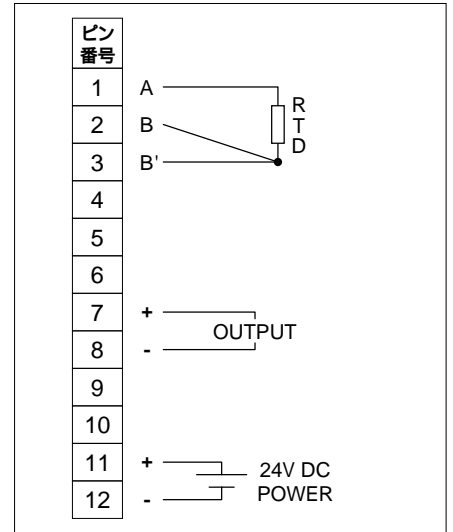 ピン
番号
1 A
R
2 B T
D
3 B'
4
5
6
7 +
OUTPUT
8 -
9
10
11 +
24V DC
POWER
12 -